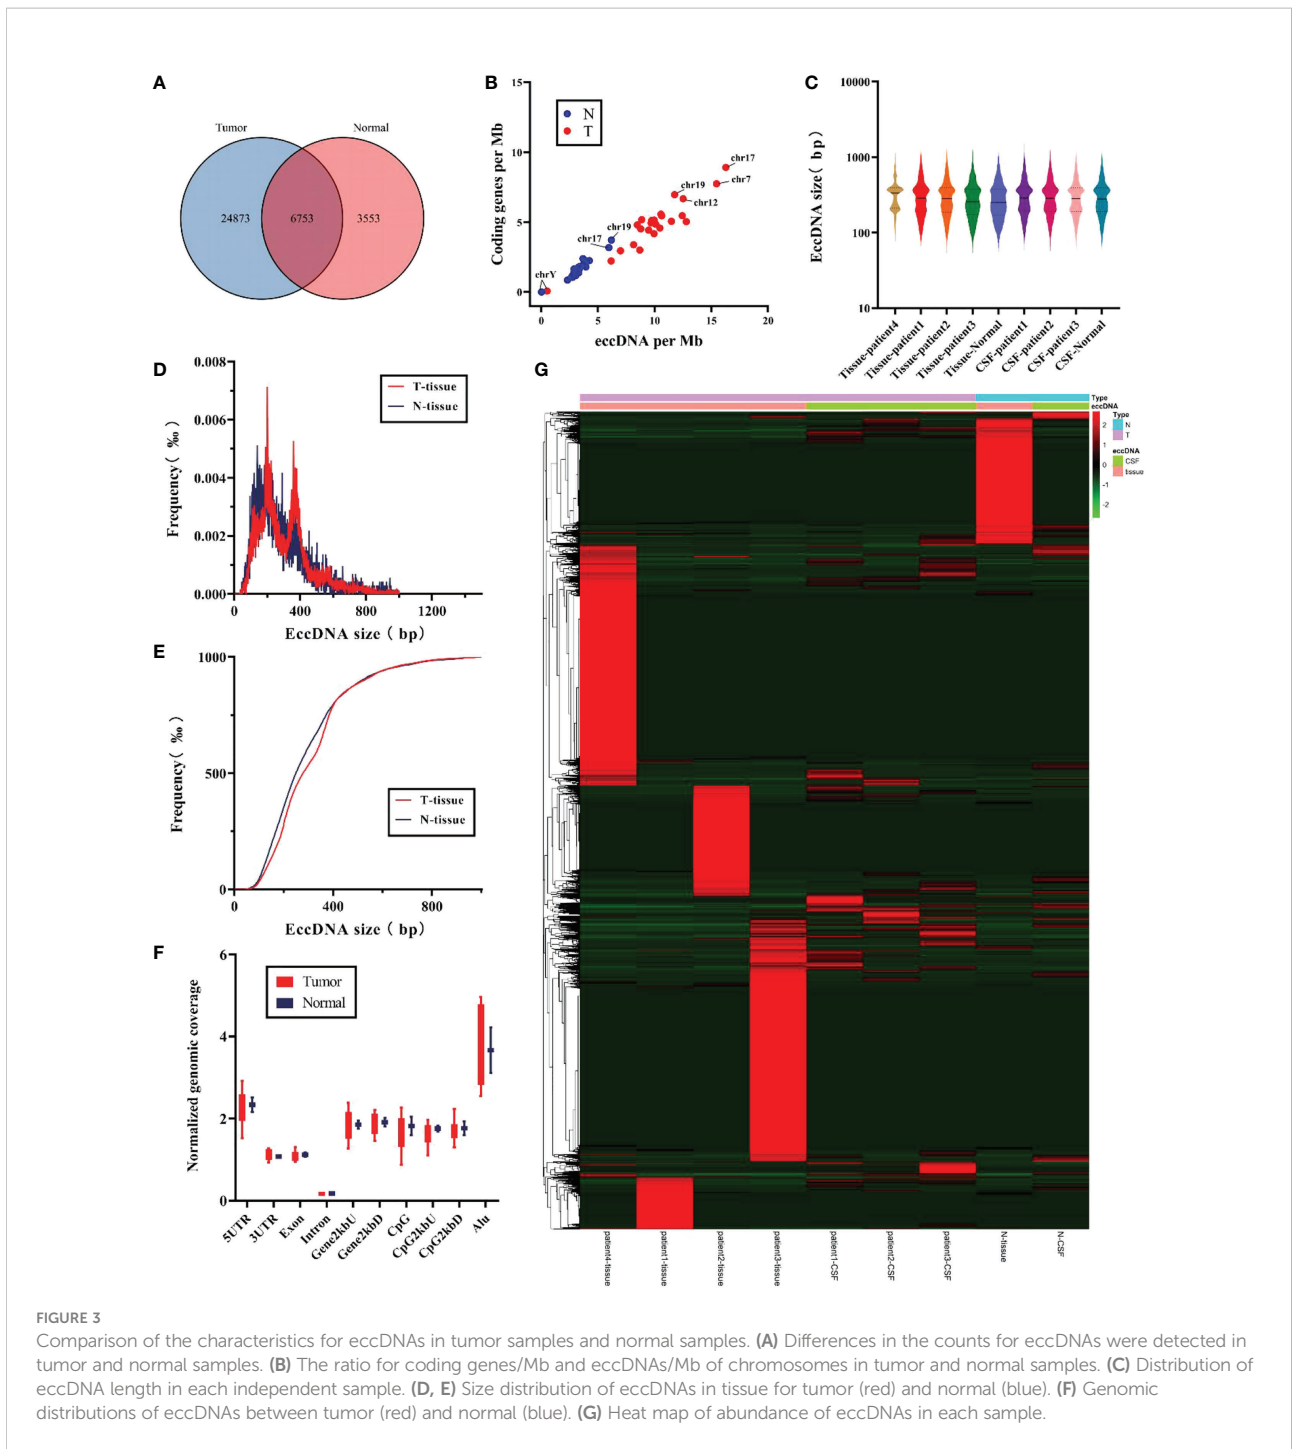 A
Tumor
Normal
24873
6753
3553
B
Coding genes per Mb
15
10
5
0
N
T
chr17
chr7
chr19
chr12
chr19
chr17
chrY
0
5
10
15
20
eccDNA per Mb
C
EccDNA size( bp)
10000
1000
100
10
Tissue-patient4
Tissue-patient1
Tissue-patient2
Tissue-patient3
Tissue-Normal
CSF-patient1
CSF-patient2
CSF-patient3
CSF-Normal
D
Frequency( ‰)
0.008
0.006
0.004
0.002
0.000
T-tissue
N-tissue
0
400
800
1200
EccDNA size( bp)
E
Frequency( ‰)
1000
500
0
T-tissue
N-tissue
0
400
800
EccDNA size( bp)
F
Normalized genomic coverage
6
4
2
0
Tumor
Normal
5UTR
3UTR
Exon
Intron
Gene2kbU
Gene2kbD
CpG
CpG2kbU
CpG2kbD
Alu
G
Type
eccDNA
2
1
0
-1
-2
Type
N
T
eccDNA
CSF
tissue
patient4-tissue
patient1-tissue
patient2-tissue
patient3-tissue
patient1-CSF
patient2-CSF
patient3-CSF
N-tissue
N-CSF
FIGURE 3
Comparison of the characteristics for eccDNAs in tumor samples and normal samples. (A) Differences in the counts for eccDNAs were detected in
tumor and normal samples. (B) The ratio for coding genes/Mb and eccDNAs/Mb of chromosomes in tumor and normal samples. (C) Distribution of
eccDNA length in each independent sample. (D, E) Size distribution of eccDNAs in tissue for tumor (red) and normal (blue). (F) Genomic
distributions of eccDNAs between tumor (red) and normal (blue). (G) Heat map of abundance of eccDNAs in each sample.